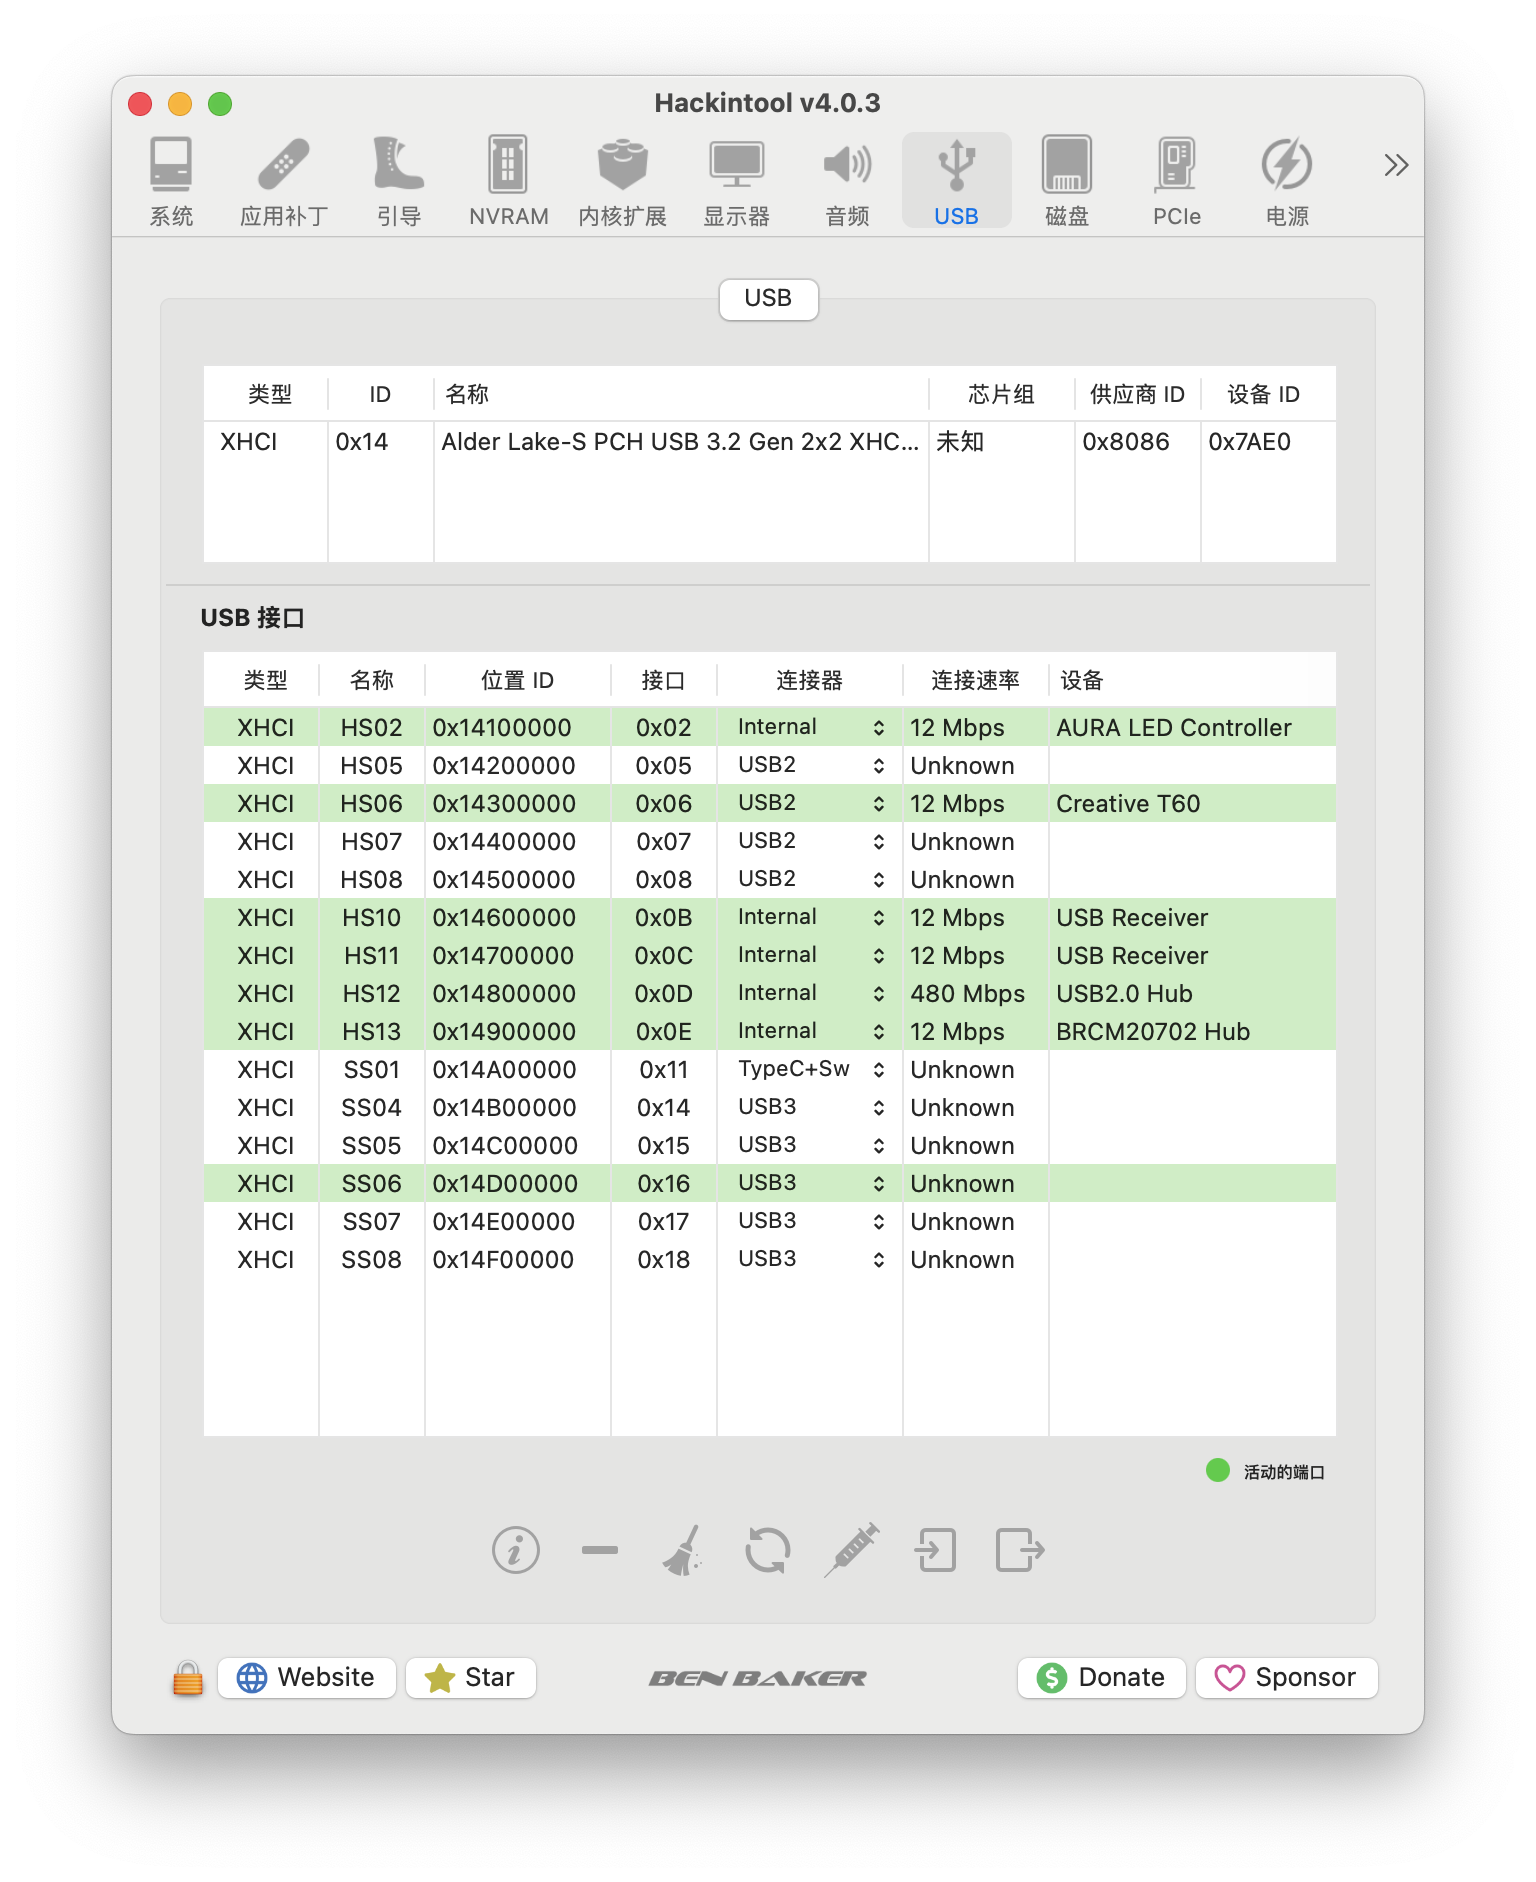 Hackintool v4.0.3
系统 应用补丁 引导 NVRAM 内核扩展 显示器 音频 USB 磁盘 PCIe 电源
USB
类型 ID 名称 芯片组 供应商 ID 设备 ID
XHCI 0x14 Alder Lake-S PCH USB 3.2 Gen 2x2 XHC... 未知 0x8086 0x7AE0
USB 接口
类型 名称 位置 ID 接口 连接器 连接速率 设备
XHCI HS02 0x14100000 0x02 Internal 12 Mbps AURA LED Controller
XHCI HS05 0x14200000 0x05 USB2 Unknown
XHCI HS06 0x14300000 0x06 USB2 12 Mbps Creative T60
XHCI HS07 0x14400000 0x07 USB2 Unknown
XHCI HS08 0x14500000 0x08 USB2 Unknown
XHCI HS10 0x14600000 0x0B Internal 12 Mbps USB Receiver
XHCI HS11 0x14700000 0x0C Internal 12 Mbps USB Receiver
XHCI HS12 0x14800000 0x0D Internal 480 Mbps USB2.0 Hub
XHCI HS13 0x14900000 0x0E Internal 12 Mbps BRCM20702 Hub
XHCI SS01 0x14A00000 0x11 TypeC+Sw Unknown
XHCI SS04 0x14B00000 0x14 USB3 Unknown
XHCI SS05 0x14C00000 0x15 USB3 Unknown
XHCI SS06 0x14D00000 0x16 USB3 Unknown
XHCI SS07 0x14E00000 0x17 USB3 Unknown
XHCI SS08 0x14F00000 0x18 USB3 Unknown
活动的端口
Website Star BEN BAKER Donate Sponsor